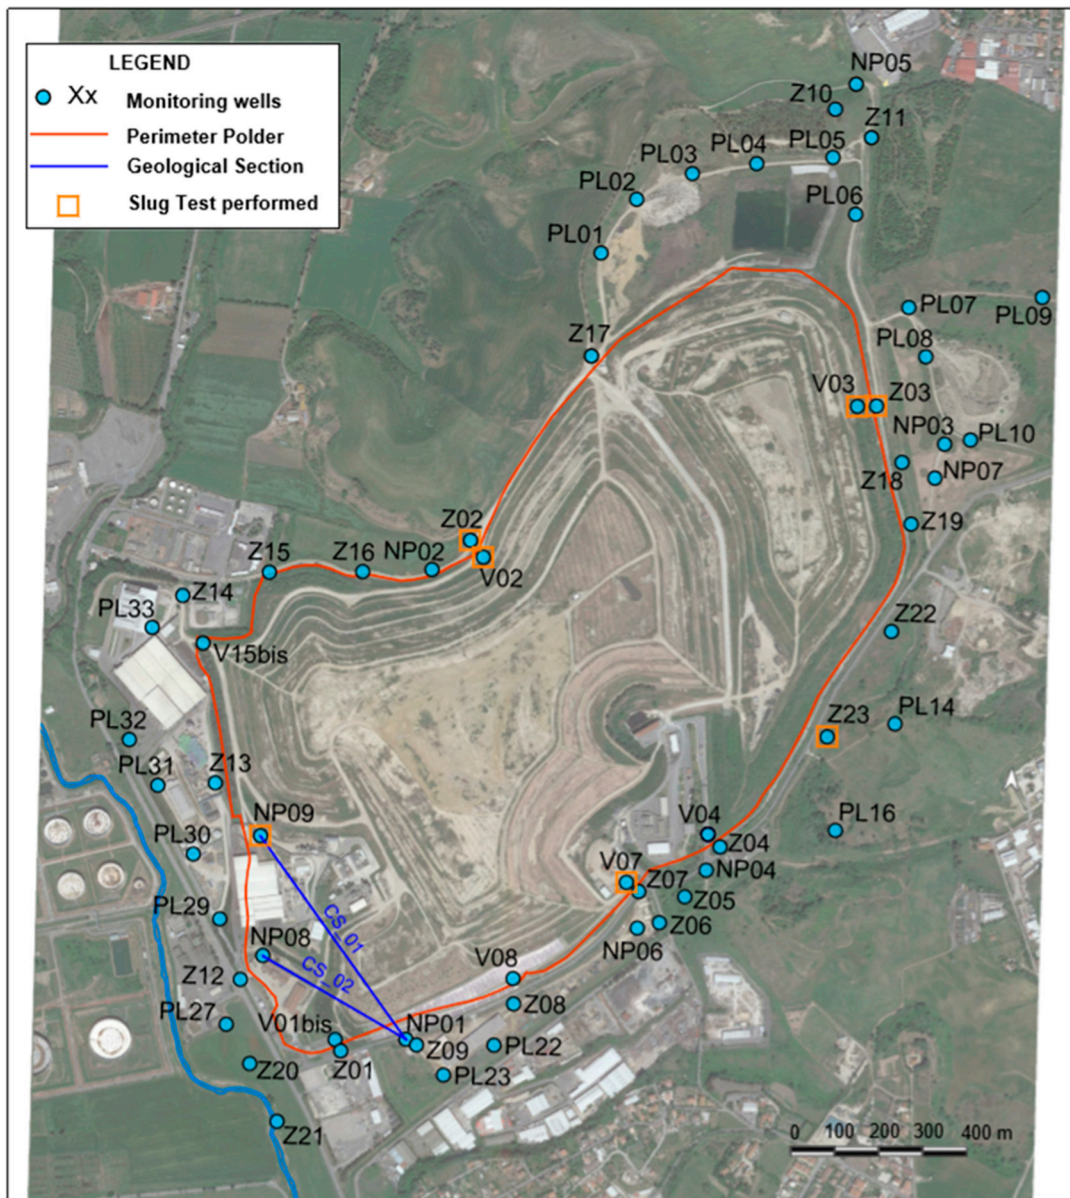 LEGEND
Xx Monitoring wells
Perimeter Polder
Geological Section
Slug Test performed
NP05
Z10
Z11
PL05
PL04
PL03
PL02
PL06
PL01
PL07
PL09
Z17
PL08
V03
Z03
NP03
PL10
Z18
NP07
Z02
Z19
Z15
Z16
NP02
V02
Z14
PL33
Z22
V15bis
PL32
Z23
PL14
PL31
Z13
NP09
V04
PL16
PL30
Z04
V07
NP04
Z07
Z05
PL29
CS_01
Z06
NP06
NP08
CS_02
V08
Z12
Z08
PL27
V01bis
NP01
Z09
PL22
Z20
Z01
PL23
Z21
0 100 200 400 m